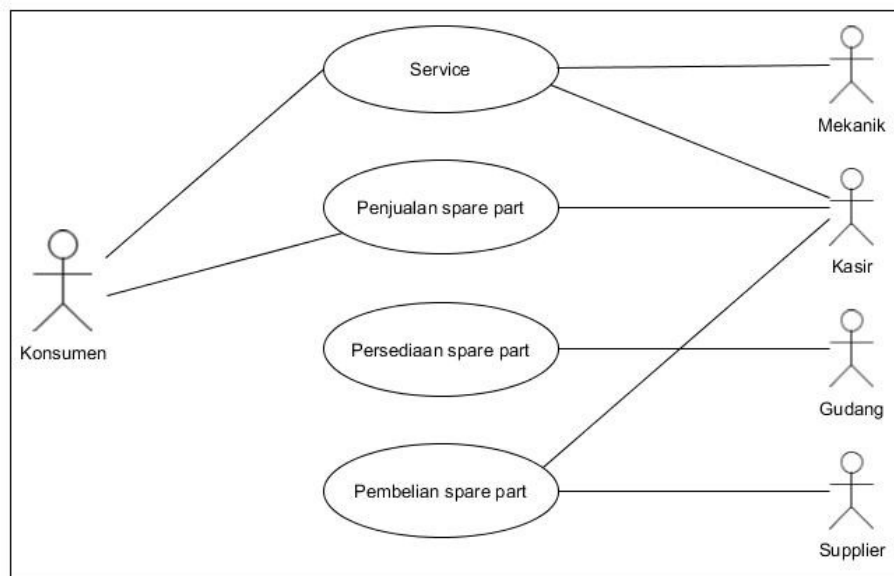 Service
Mekanik
Penjualan spare part
Kasir
Konsumen
Persediaan spare part
Gudang
Pembelian spare part
Supplier